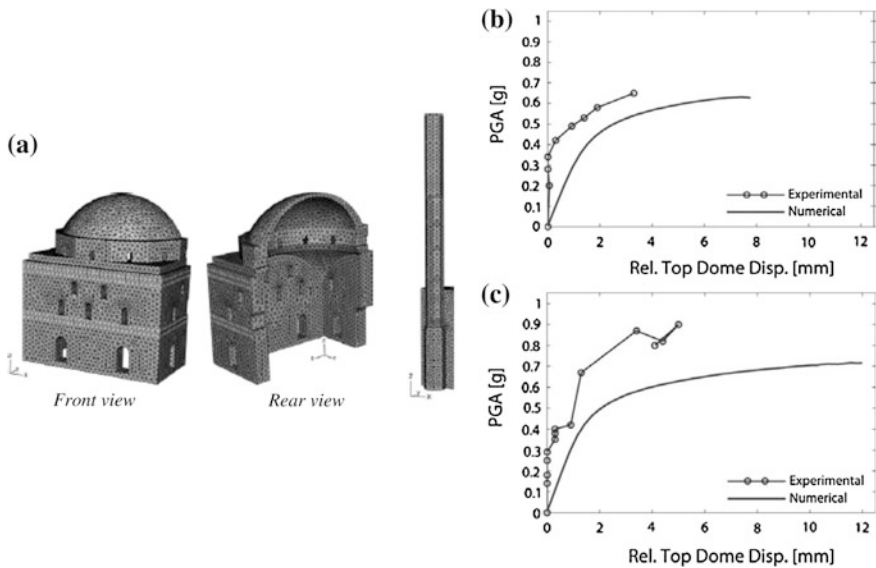 (a)
Front view
Rear view
(b)
PGA [g]
1
0.9
0.8
0.7
0.6
0.5
0.4
0.3
0.2
0.1
0
0 2 4 6 8 10 12
Experimental
Numerical
Rel. Top Dome Disp. [mm]
(c)
PGA [g]
1
0.9
0.8
0.7
0.6
0.5
0.4
0.3
0.2
0.1
0
0 2 4 6 8 10 12
Experimental
Numerical
Rel. Top Dome Disp. [mm]